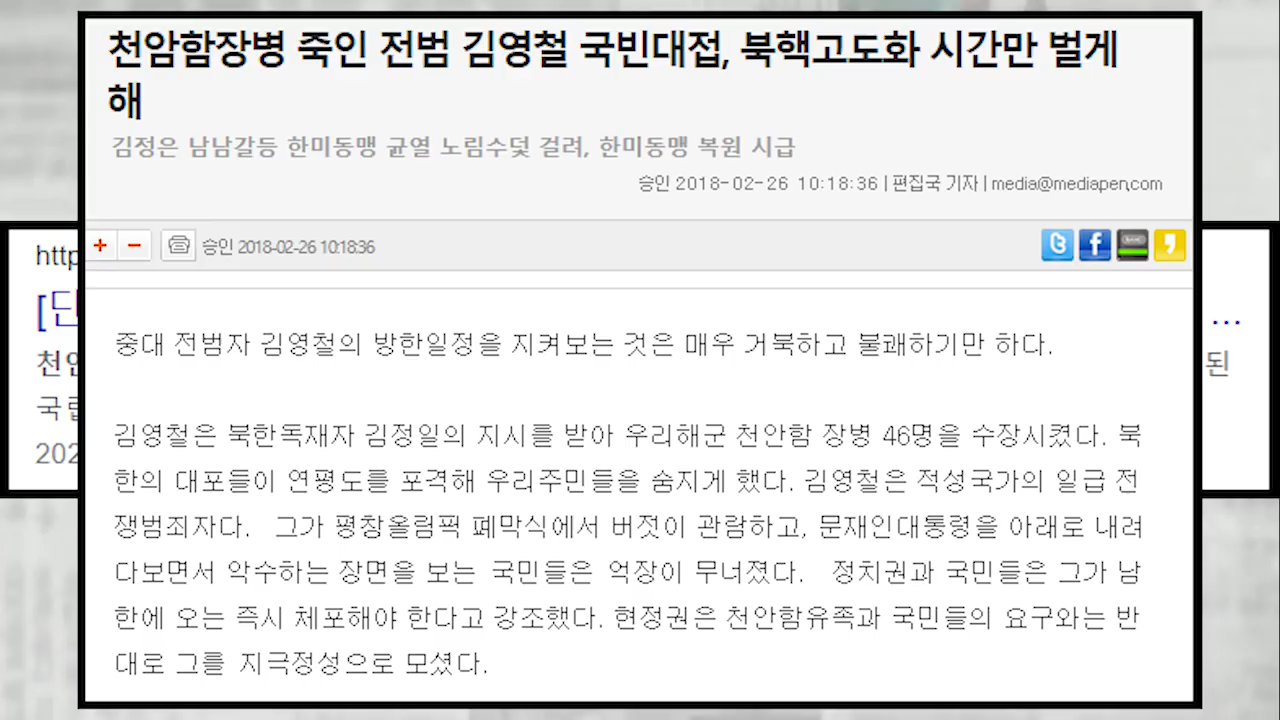 천암함장병 죽인 전범 김영철 국빈대접, 북핵고도화 시간만 벌게
해
김정은 남남갈등 한미동맹 균열 노림수덫 걸려, 한미동맹 복원 시급
승인 2018-02-26 10:18:36 | 편집국 기자 | media@mediapen.com
승인 2018-02-26 10:18:36
http
중대 전범자 김영철의 방한일정을 지켜보는 것은 매우 거북하고 불쾌하기만 하다.
...
된
김영철은 북한독재자 김정일의 지시를 받아 우리해군 천안함 장병 46명을 수장시켰다. 북
한의 대포들이 연평도를 포격해 우리주민들을 숨지게 했다. 김영철은 적성국가의 일급 전
202
쟁범죄자다. 그가 평창올림픽 폐막식에서 버젓이 관람하고, 문재인대통령을 아래로 내려
다보면서 악수하는 장면을 보는 국민들은 억장이 무너졌다. 정치권과 국민들은 그가 남
한에 오는 즉시 체포해야 한다고 강조했다. 현정권은 천안함유족과 국민들의 요구와는 반
대로 그를 지극정성으로 모셨다.